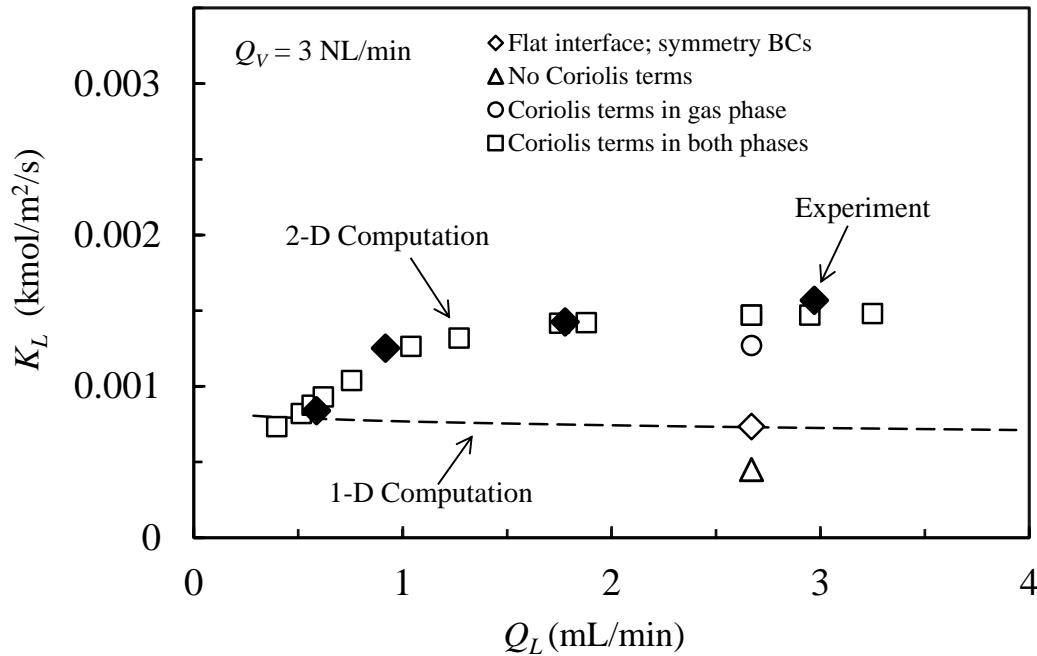 Q_V = 3 NL/min
Flat interface; symmetry BCs
No Coriolis terms
Coriolis terms in gas phase
Coriolis terms in both phases
0.003
0.002
0.001
0
K_L (kmol/m²/s)
Experiment
2-D Computation
1-D Computation
0 1 2 3 4
Q_L (mL/min)